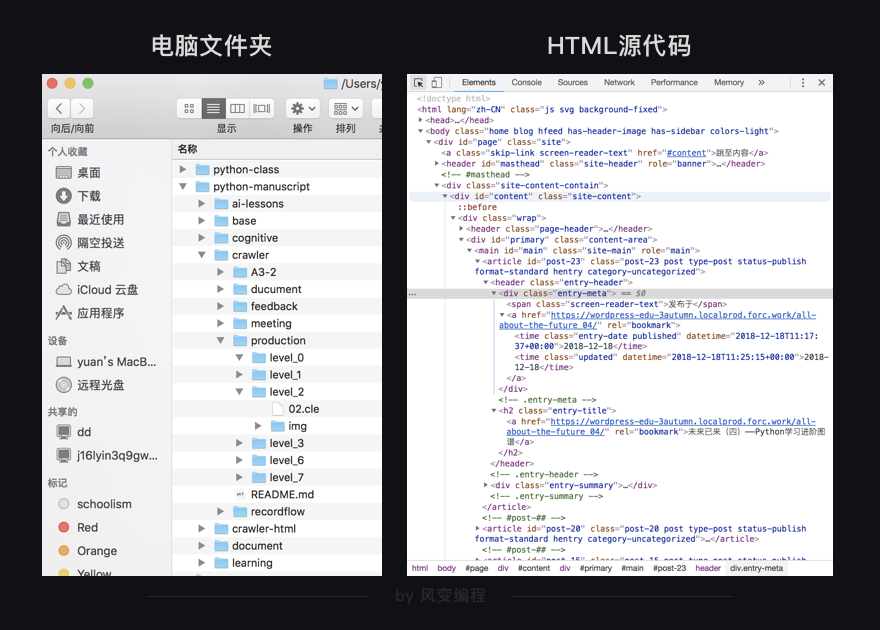 电脑文件夹
HTML源代码
/Users/y
向后/向前
显示
操作
排列
个人收藏
桌面
下载
最近使用
隔空投送
文稿
iCloud 云盘
应用程序
设备
yuan's MacB...
远程光盘
共享的
dd
j16lyin3q9gw...
标记
schoolism
Red
Orange
Yellow
名称
python-class
python-manuscript
ai-lessons
base
cognitive
crawler
A3-2
ducument
feedback
meeting
production
level_0
level_1
level_2
02.cle
img
level_3
level_6
level_7
README.md
recordflow
crawler-html
document
learning
Elements Console Sources Network Performance Memory »
<!doctype html>
<html lang="zh-CN" class="js svg background-fixed">
<head>…</head>
<body class="home blog hfeed has-header-image has-sidebar colors-light">
<div id="page" class="site">
<a class="skip-link screen-reader-text" href="#content">跳至内容</a>
<header id="masthead" class="site-header" role="banner">…</header>
<!-- #masthead -->
<div class="site-content-contain">
<div id="content" class="site-content">
::before
<div class="wrap">
<header class="page-header">…</header>
<div id="primary" class="content-area">
<main id="main" class="site-main" role="main">
<article id="post-23" class="post-23 post type-post status-publish
format-standard hentry category-uncategorized">
<header class="entry-header">
… <div class="entry-meta"> == $0
<span class="screen-reader-text">发布于</span>
<a href="https://wordpress-edu-3autumn.localprod.forc.work/all-
about-the-future_04/" rel="bookmark">
<time class="entry-date published" datetime="2018-12-18T11:17:
37+00:00">2018-12-18</time>
<time class="updated" datetime="2018-12-18T11:25:15+00:00">2018-
12-18</time>
</a>
</div>
<!-- .entry-meta -->
<h2 class="entry-title">
<a href="https://wordpress-edu-3autumn.localprod.forc.work/all-
about-the-future_04/" rel="bookmark">未来已来（四）——Python学习进阶图
谱</a>
</h2>
</header>
<!-- .entry-header -->
<div class="entry-summary">…</div>
<!-- .entry-summary -->
</article>
<!-- #post-## -->
<article id="post-20" class="post-20 post type-post status-publish
format-standard hentry category-uncategorized">…</article>
<!-- #post-## -->
html body #page div #content div #primary #main #post-23 header div.entry-meta
by 风变编程